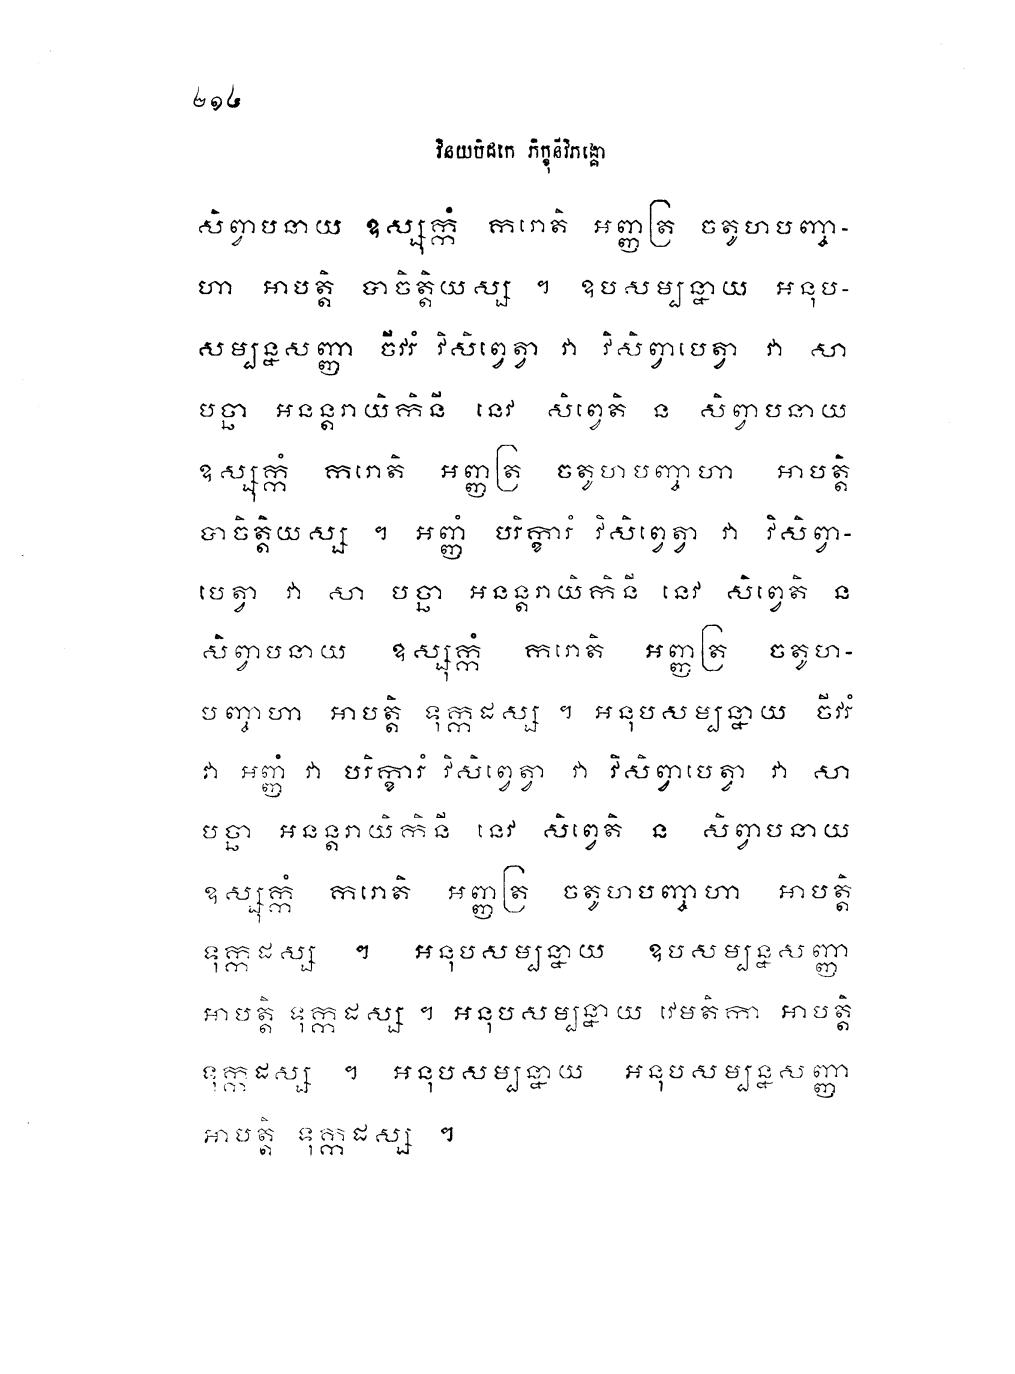 ២១៤
វិនយបិដកេ ភិក្ខុនីវិភង្គោ
សិព្វាបនាយ ឧស្សុក្កំ ករោតិ អញ្ញត្រ ចតូហបញ្ចា-
ហា អាបត្តិ បាចិត្តិយស្ស ។ ឧបសម្បន្នាយ អនុប-
សម្បន្នសញ្ញា ចីវរំ វិសិព្វេត្វា វា វិសិព្វាបេត្វា វា សា
បច្ឆា អនន្តរាយិកិនី នេវ សិព្វេតិ ន សិព្វាបនាយ
ឧស្សុក្កំ ករោតិ អញ្ញត្រ ចតូហបញ្ចាហា អាបត្តិ
បាចិត្តិយស្ស ។ អញ្ញំ បរិក្ខារំ វិសិព្វេត្វា វា វិសិព្វា-
បេត្វា វា សា បច្ឆា អនន្តរាយិកិនី នេវ សិព្វេតិ ន
សិព្វាបនាយ ឧស្សុក្កំ ករោតិ អញ្ញត្រ ចតូហ-
បញ្ចាហា អាបត្តិ ទុក្កដស្ស ។ អនុបសម្បន្នាយ ចីវរំ
វា អញ្ញំ វា បរិក្ខារំ វិសិព្វេត្វា វា វិសិព្វាបេត្វា វា សា
បច្ឆា អនន្តរាយិកិនី នេវ សិព្វេតិ ន សិព្វាបនាយ
ឧស្សុក្កំ ករោតិ អញ្ញត្រ ចតូហបញ្ចាហា អាបត្តិ
ទុក្កដស្ស ។ អនុបសម្បន្នាយ ឧបសម្បន្នសញ្ញា
អាបត្តិ ទុក្កដស្ស ។ អនុបសម្បន្នាយ វេមតិកា អាបត្តិ
ទុក្កដស្ស ។ អនុបសម្បន្នាយ អនុបសម្បន្នសញ្ញា
អាបត្តិ ទុក្កដស្ស ។